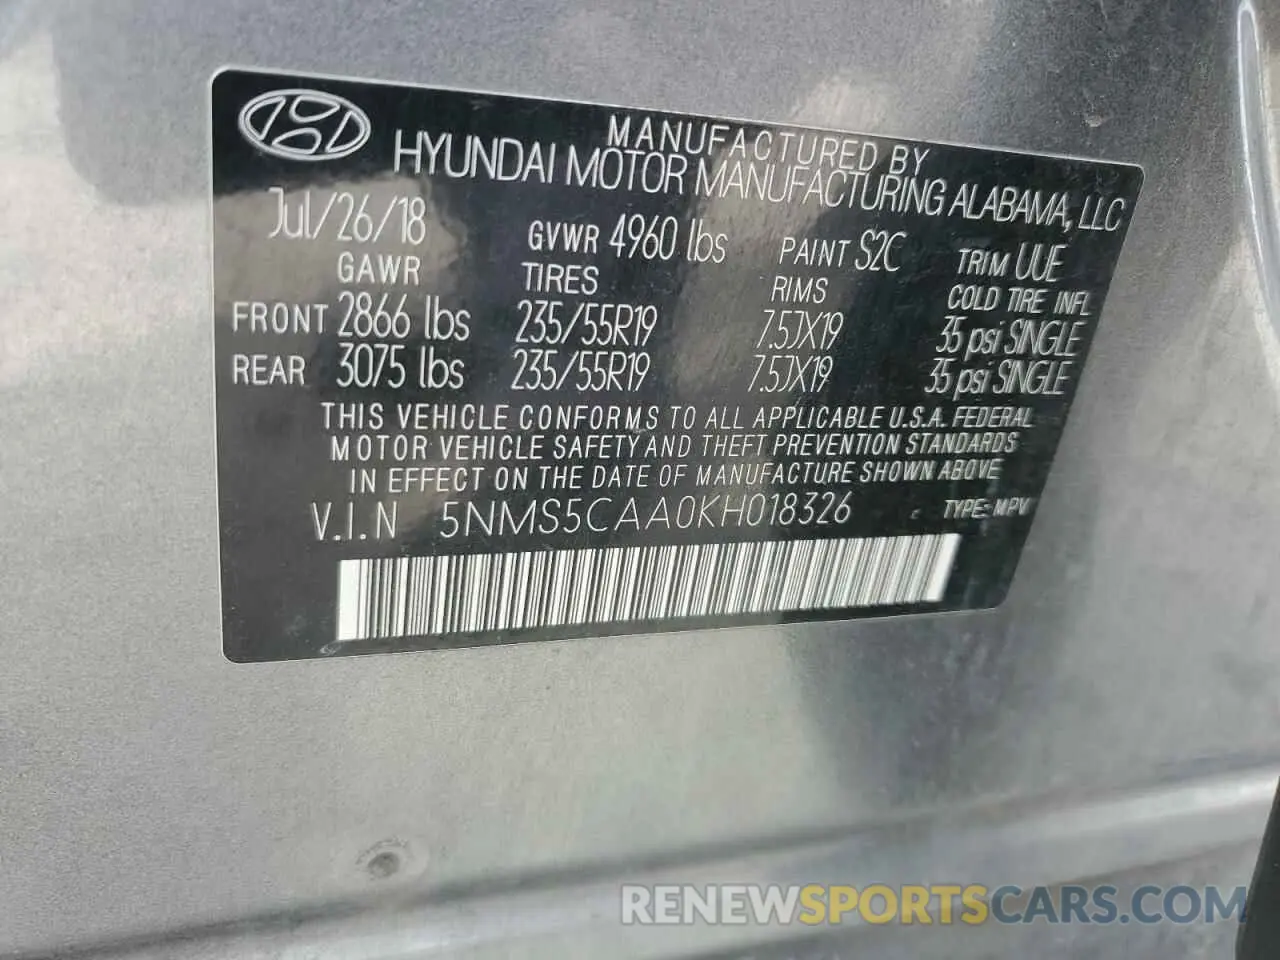 MANUFACTURED BY
HYUNDAI MOTOR MANUFACTURING ALABAMA, LLC
Jul/26/18 GVWR 4960 lbs PAINT S2C TRIM UUE
GAWR TIRES RIMS COLD TIRE INFL
FRONT 2866 lbs 235/55R19 7.5JX19 35 psi SINGLE
REAR 3075 lbs 235/55R19 7.5JX19 35 psi SINGLE
THIS VEHICLE CONFORMS TO ALL APPLICABLE U.S.A. FEDERAL
MOTOR VEHICLE SAFETY AND THEFT PREVENTION STANDARDS
IN EFFECT ON THE DATE OF MANUFACTURE SHOWN ABOVE
V.I.N 5NMS5CAA0KH018326 TYPE: MPV
RENEWSPORTSCARS.COM